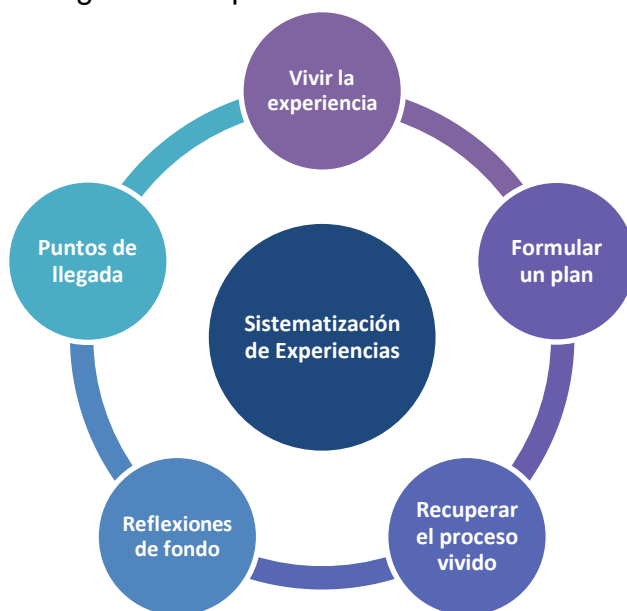 Vivir la
experiencia
Formular
un plan
Recuperar
el proceso
vivido
Reflexiones
de fondo
Puntos de
llegada
Sistematización
de Experiencias